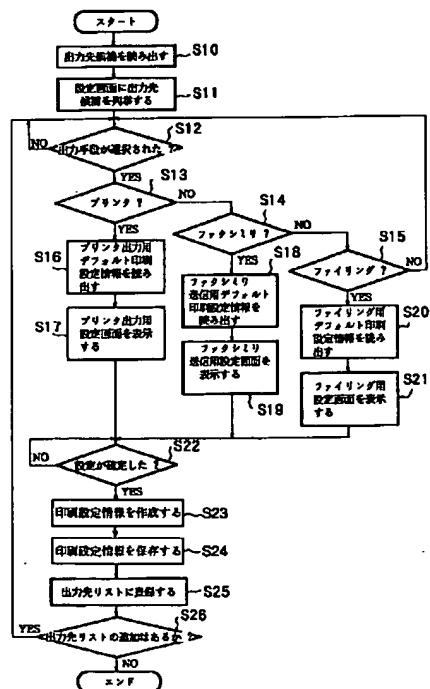 スタート
出力先候補を読み出す
S10
設定画面に出力先
候補を列挙する
S11
出力手段が選択された ?
S12
NO
YES
プリンタ ?
S13
NO
YES
ファクシミリ ?
S14
NO
YES
ファイリング ?
S15
NO
YES
S16
プリンタ出力用
デフォルト印刷
設定情報を読み
出す
S17
プリンタ出力用
設定画面を表示
する
S18
ファクシミリ
送信用デフォルト
印刷設定情報を
読み出す
ファクシミリ
送信用設定画面を
表示する
S19
ファイリング用
デフォルト印刷
設定情報を読み
出す
S20
ファイリング用
設定画面を表示
する
S21
設定が確定した ?
S22
NO
YES
印刷設定情報を作成する
S23
印刷設定情報を保存する
S24
出力先リストに登録する
S25
出力先リストの追加はあるか ?
S26
YES
NO
エンド